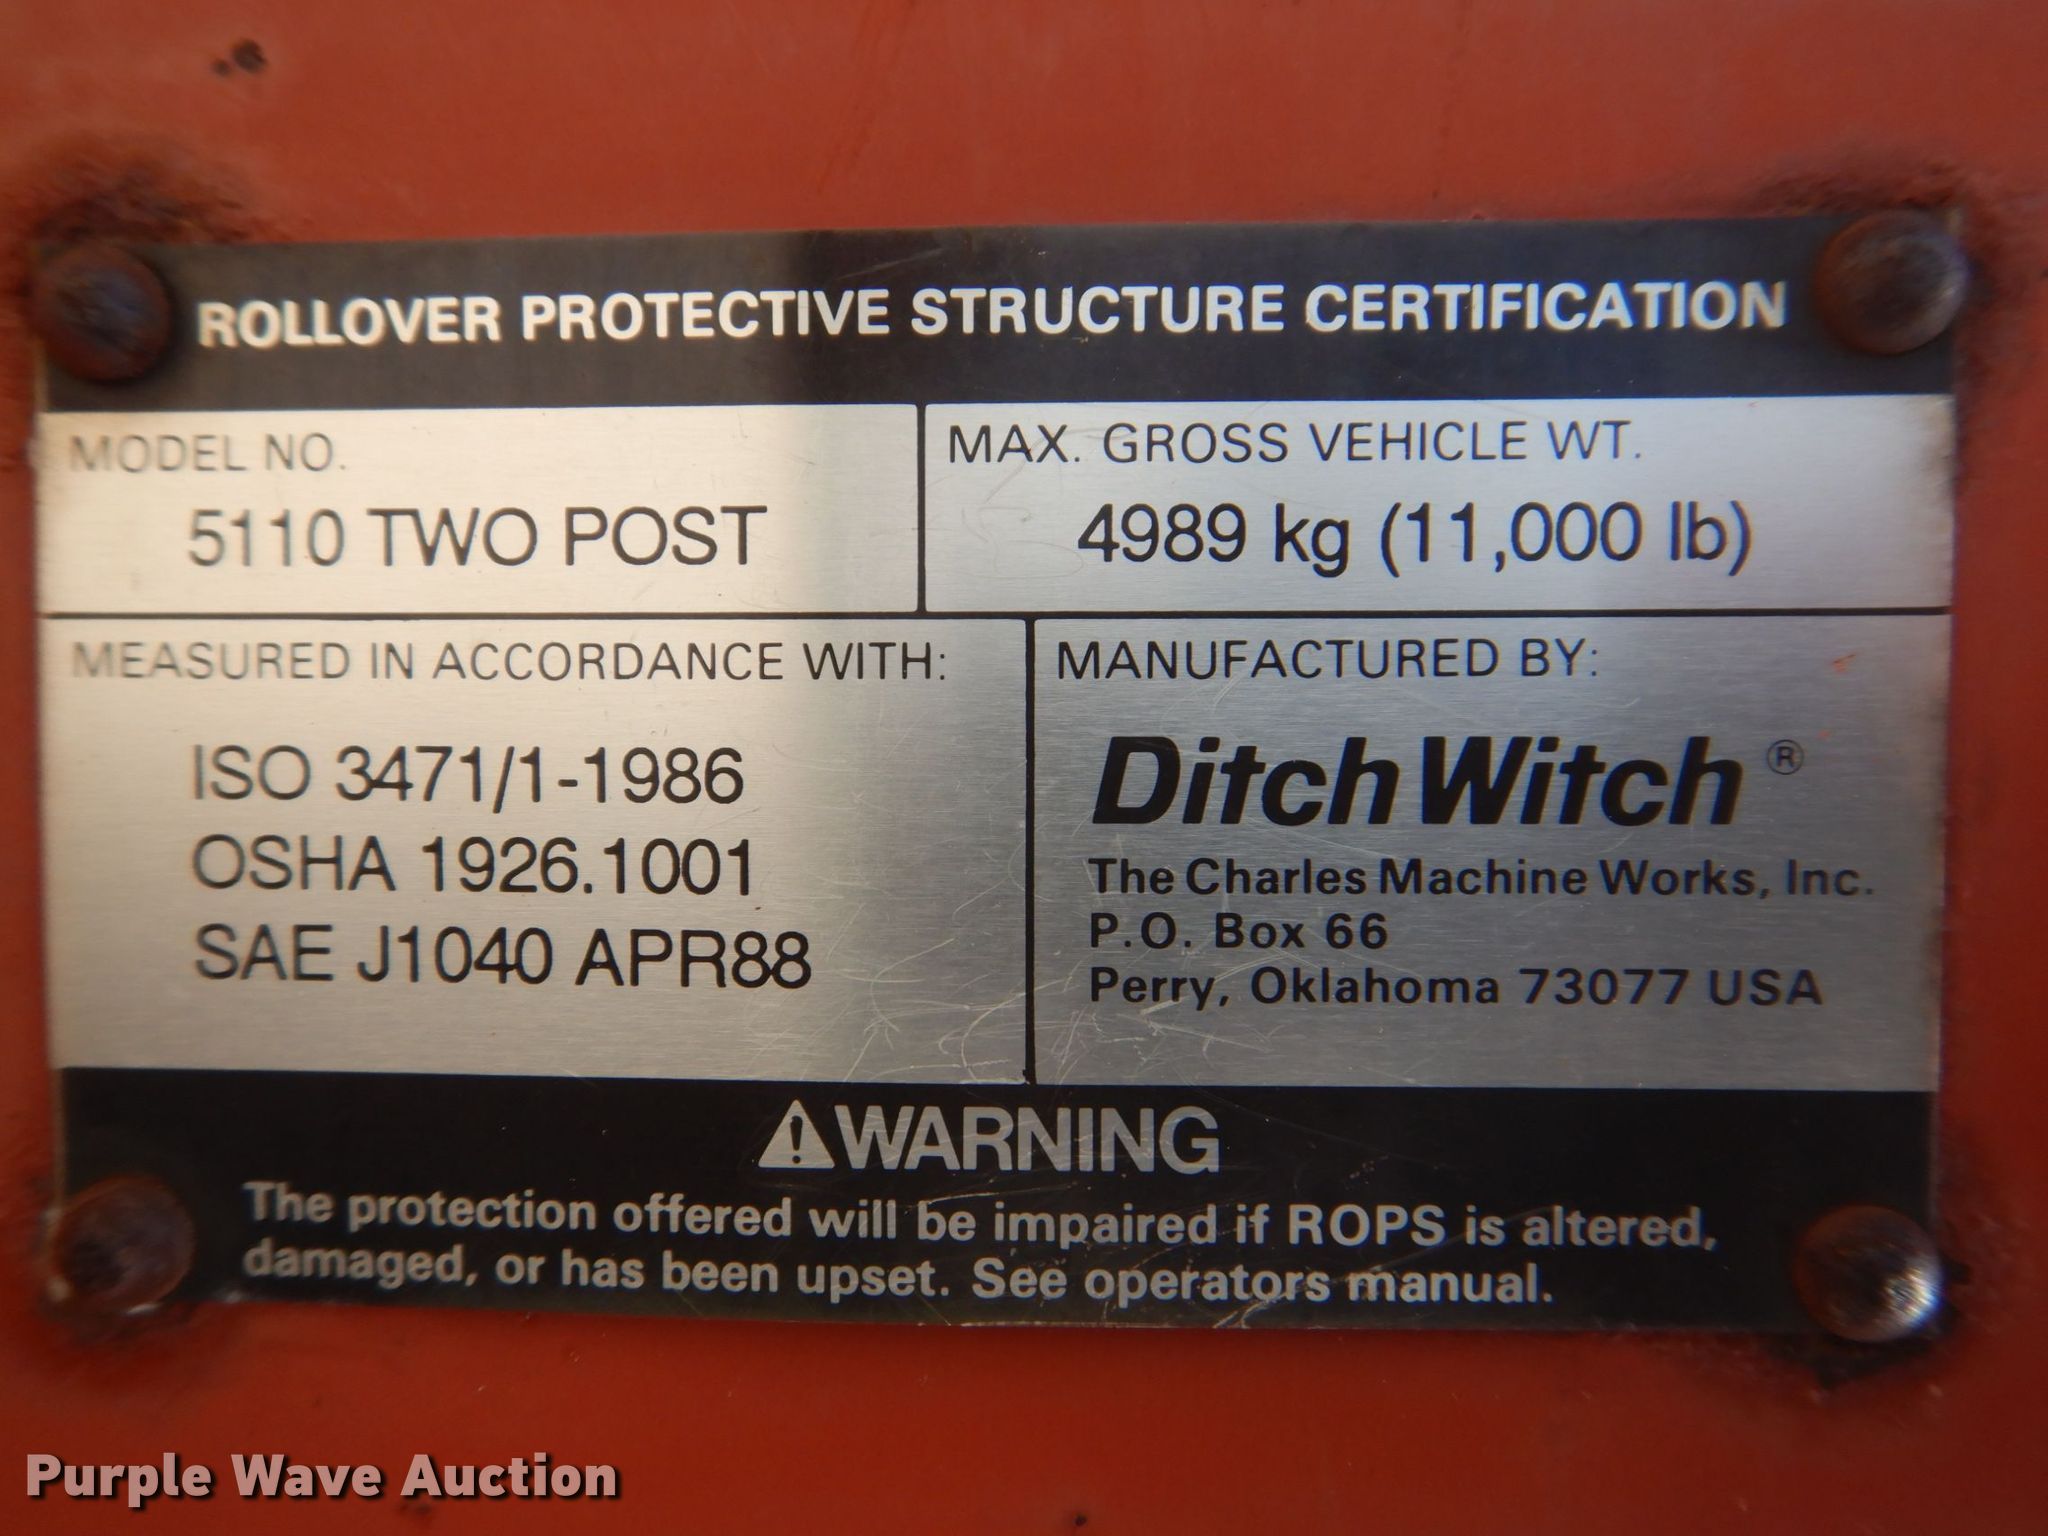 ROLLOVER PROTECTIVE STRUCTURE CERTIFICATION
MODEL NO.
5110 TWO POST
MAX. GROSS VEHICLE WT.
4989 kg (11,000 lb)
MEASURED IN ACCORDANCE WITH:
ISO 3471/1-1986
OSHA 1926.1001
SAE J1040 APR88
MANUFACTURED BY:
Ditch Witch ®
The Charles Machine Works, Inc.
P.O. Box 66
Perry, Oklahoma 73077 USA
⚠WARNING
The protection offered will be impaired if ROPS is altered,
damaged, or has been upset. See operators manual.
Purple Wave Auction